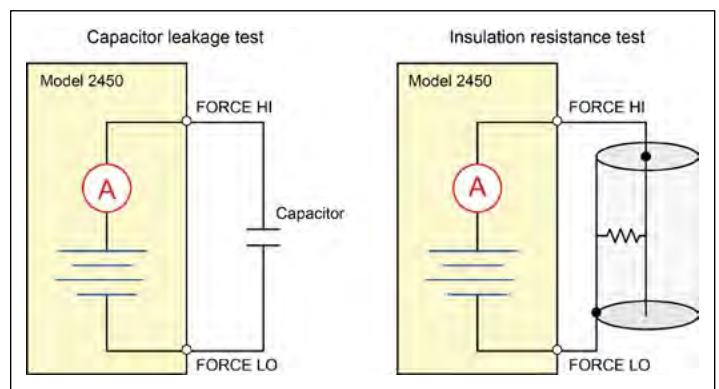 Capacitor leakage test
Model 2450
FORCE HI
A
Capacitor
FORCE LO
Insulation resistance test
Model 2450
FORCE HI
A
FORCE LO